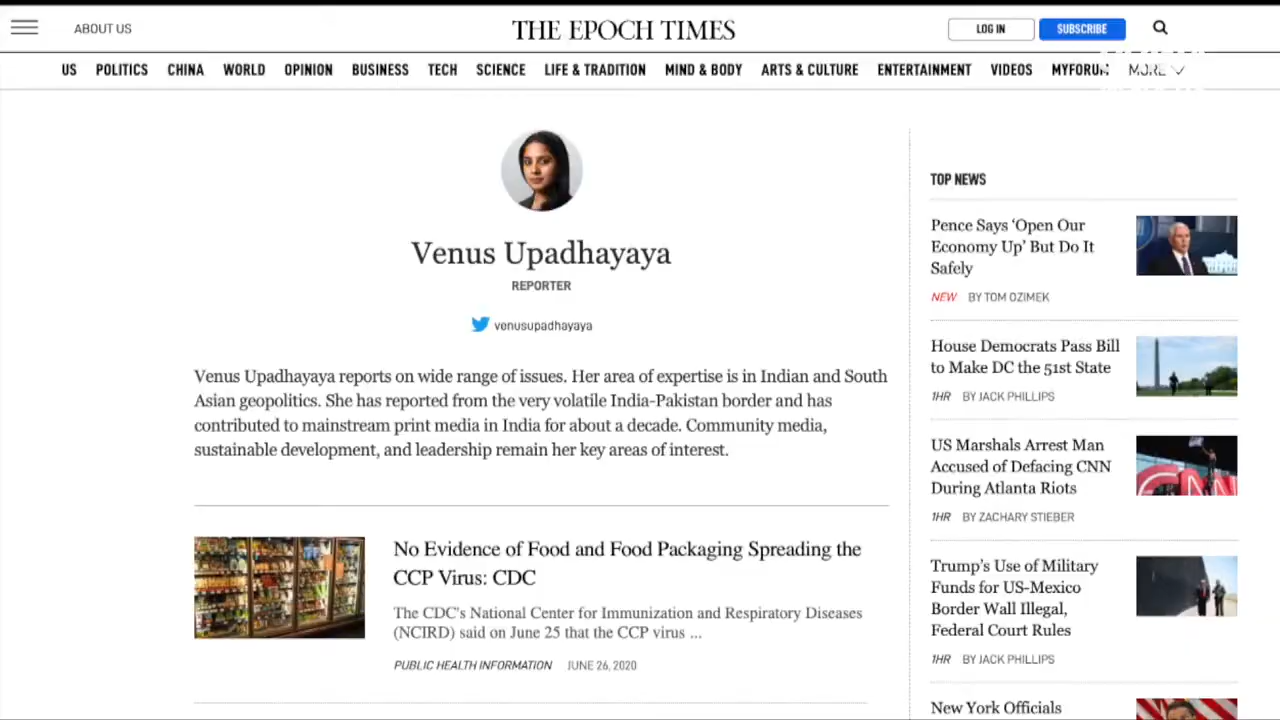 ABOUT US
THE EPOCH TIMES
LOG IN
SUBSCRIBE
US POLITICS CHINA WORLD OPINION BUSINESS TECH SCIENCE LIFE & TRADITION MIND & BODY ARTS & CULTURE ENTERTAINMENT VIDEOS MYFORUM MORE
Venus Upadhayaya
REPORTER
venusupadhayaya
Venus Upadhayaya reports on wide range of issues. Her area of expertise is in Indian and South
Asian geopolitics. She has reported from the very volatile India-Pakistan border and has
contributed to mainstream print media in India for about a decade. Community media,
sustainable development, and leadership remain her key areas of interest.
No Evidence of Food and Food Packaging Spreading the
CCP Virus: CDC
The CDC's National Center for Immunization and Respiratory Diseases
(NCIRD) said on June 25 that the CCP virus ...
PUBLIC HEALTH INFORMATION JUNE 26, 2020
TOP NEWS
Pence Says ‘Open Our
Economy Up’ But Do It
Safely
NEW BY TOM OZIMEK
House Democrats Pass Bill
to Make DC the 51st State
1HR BY JACK PHILLIPS
US Marshals Arrest Man
Accused of Defacing CNN
During Atlanta Riots
1HR BY ZACHARY STIEBER
CNN
Trump’s Use of Military
Funds for US-Mexico
Border Wall Illegal,
Federal Court Rules
1HR BY JACK PHILLIPS
New York Officials